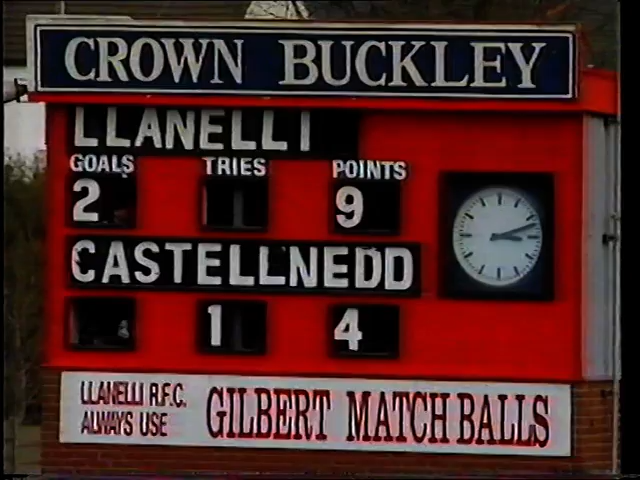 CROWN BUCKLEY
LLANELLI
GOALS TRIES POINTS
2 9
CASTELLNEDD
1 4
LLANELLI R.F.C.
ALWAYS USE
GILBERT MATCH BALLS